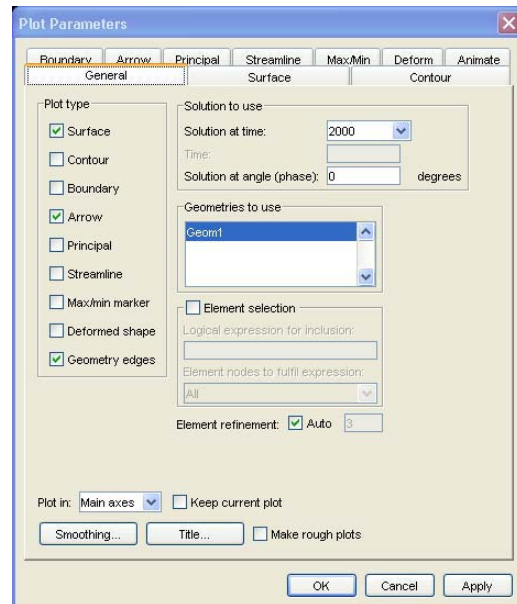 Plot Parameters
Boundary Arrow Principal Streamline Max/Min Deform Animate
General Surface Contour
Plot type
Surface
Contour
Boundary
Arrow
Principal
Streamline
Max/min marker
Deformed shape
Geometry edges
Solution to use
Solution at time: 2000
Time:
Solution at angle (phase): 0 degrees
Geometries to use
Geom1
Element selection
Logical expression for inclusion:
Element nodes to fulfil expression:
All
Element refinement: Auto 3
Plot in: Main axes Keep current plot
Smoothing... Title... Make rough plots
OK Cancel Apply